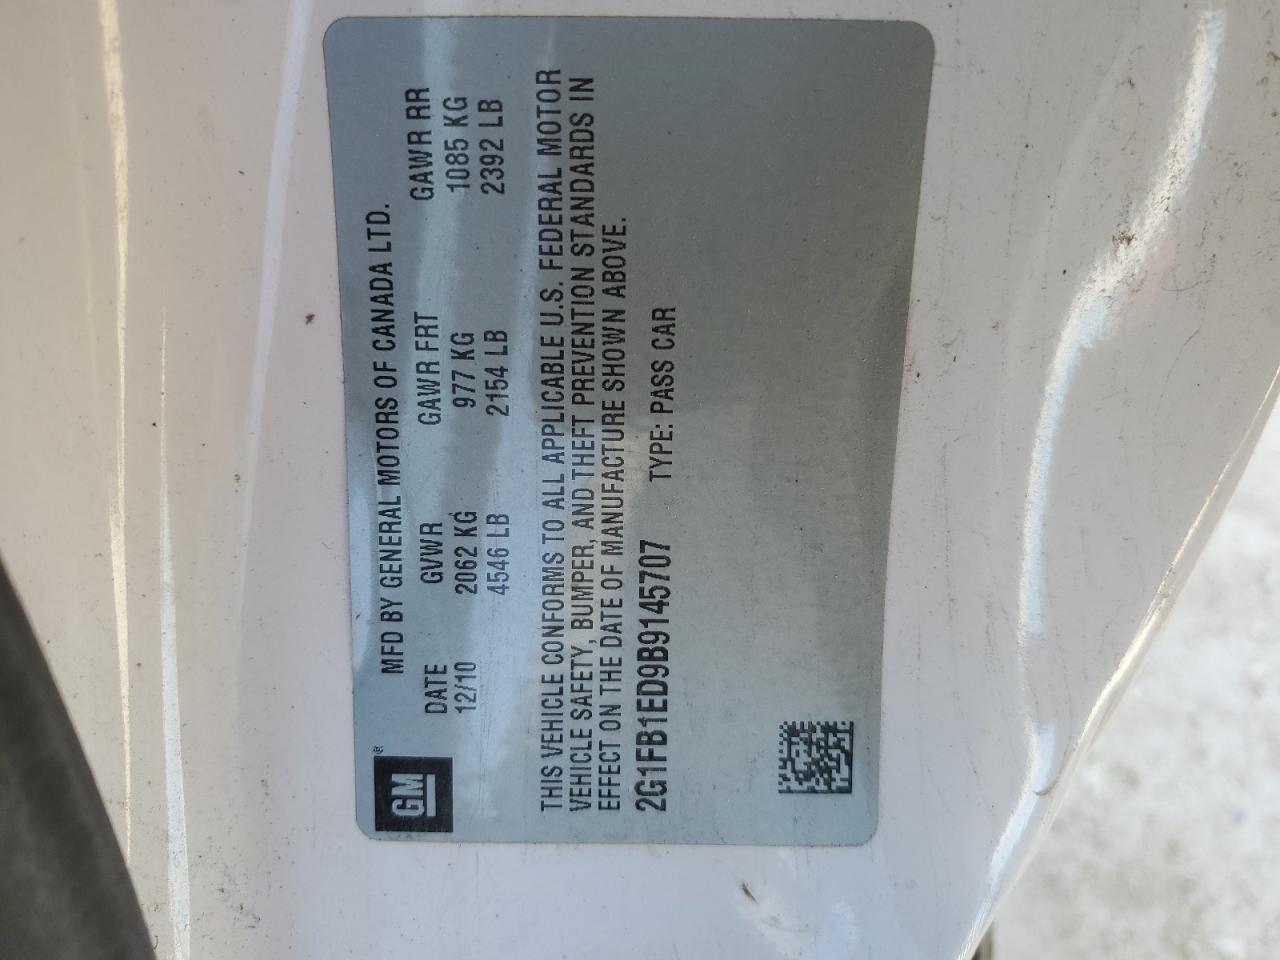 GM®
MFD BY GENERAL MOTORS OF CANADA LTD.
DATE GVWR GAWR FRT GAWR RR
12/10 2062 KG 977 KG 1085 KG
4546 LB 2154 LB 2392 LB
THIS VEHICLE CONFORMS TO ALL APPLICABLE U.S. FEDERAL MOTOR
VEHICLE SAFETY, BUMPER, AND THEFT PREVENTION STANDARDS IN
EFFECT ON THE DATE OF MANUFACTURE SHOWN ABOVE.
2G1FB1ED9B9145707 TYPE: PASS CAR